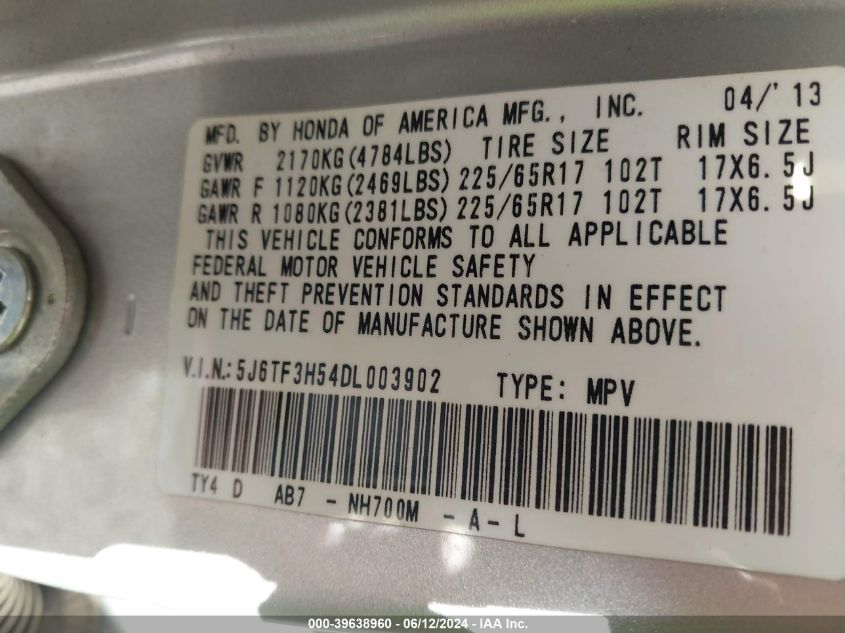 MFD. BY HONDA OF AMERICA MFG., INC. 04/'13
GVWR 2170KG(4784LBS) TIRE SIZE RIM SIZE
GAWR F 1120KG(2469LBS) 225/65R17 102T 17X6.5J
GAWR R 1080KG(2381LBS) 225/65R17 102T 17X6.5J
THIS VEHICLE CONFORMS TO ALL APPLICABLE
FEDERAL MOTOR VEHICLE SAFETY
AND THEFT PREVENTION STANDARDS IN EFFECT
ON THE DATE OF MANUFACTURE SHOWN ABOVE.
V.I.N.: 5J6TF3H54DL003902 TYPE: MPV
TY4 D AB7 - NH700M - A - L
000-39638960 - 06/12/2024 - IAA Inc.